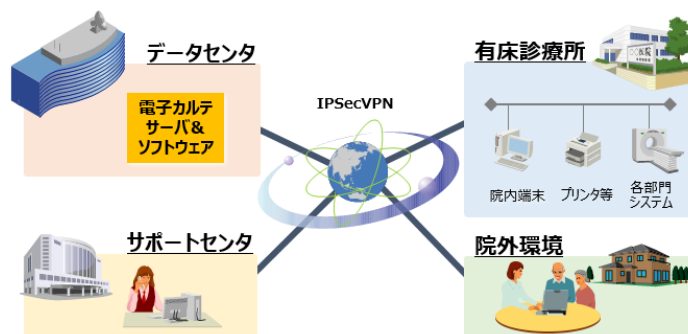 データセンタ
電子カルテ
サーバ&
ソフトウェア
IPSecVPN
有床診療所
院内端末
プリンタ等
各部門
システム
サポートセンタ
院外環境